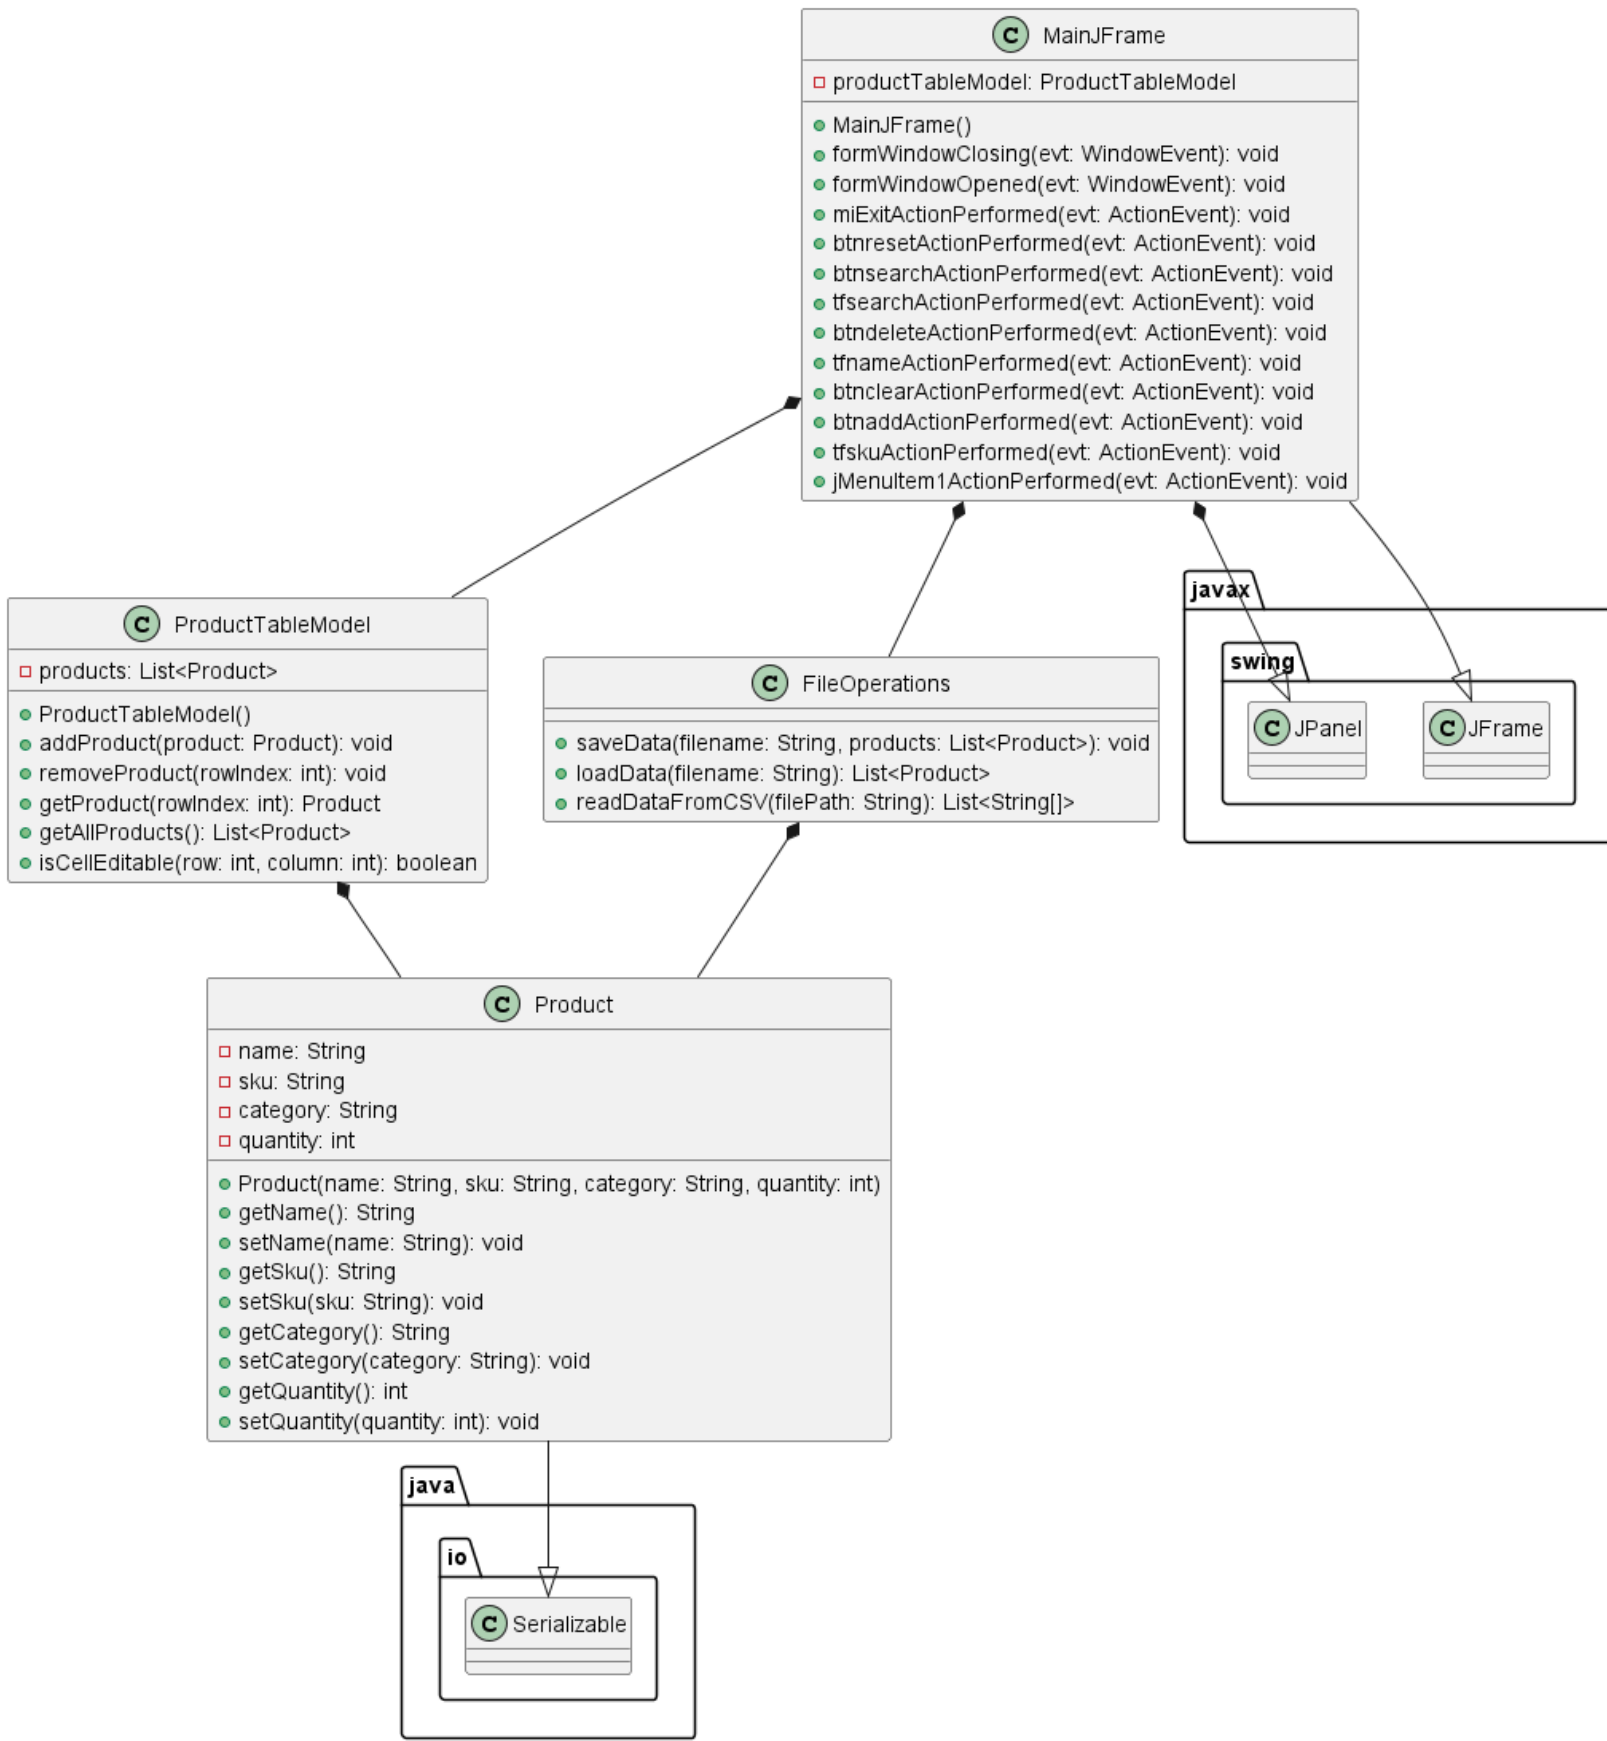 C MainJFrame
productTableModel: ProductTableModel
MainJFrame()
formWindowClosing(evt: WindowEvent): void
formWindowOpened(evt: WindowEvent): void
miExitActionPerformed(evt: ActionEvent): void
btnresetActionPerformed(evt: ActionEvent): void
btnsearchActionPerformed(evt: ActionEvent): void
tfsearchActionPerformed(evt: ActionEvent): void
btndeleteActionPerformed(evt: ActionEvent): void
tfnameActionPerformed(evt: ActionEvent): void
btnclearActionPerformed(evt: ActionEvent): void
btnaddActionPerformed(evt: ActionEvent): void
tfskuActionPerformed(evt: ActionEvent): void
jMenuItem1ActionPerformed(evt: ActionEvent): void
C ProductTableModel
products: List<Product>
ProductTableModel()
addProduct(product: Product): void
removeProduct(rowIndex: int): void
getProduct(rowIndex: int): Product
getAllProducts(): List<Product>
isCellEditable(row: int, column: int): boolean
C FileOperations
saveData(filename: String, products: List<Product>): void
loadData(filename: String): List<Product>
readDataFromCSV(filePath: String): List<String[]>
javax
swing
C JPanel
C JFrame
C Product
name: String
sku: String
category: String
quantity: int
Product(name: String, sku: String, category: String, quantity: int)
getName(): String
setName(name: String): void
getSku(): String
setSku(sku: String): void
getCategory(): String
setCategory(category: String): void
getQuantity(): int
setQuantity(quantity: int): void
java
io
C Serializable